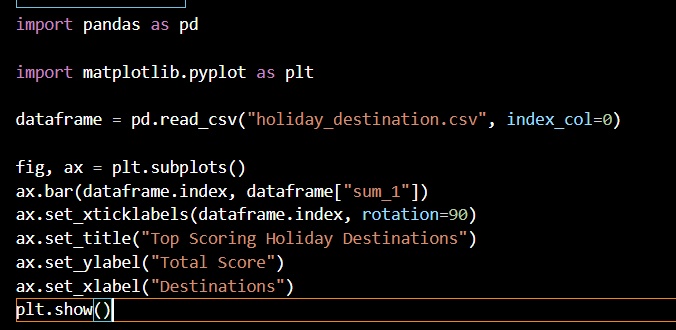 import pandas as pd
import matplotlib.pyplot as plt
dataframe = pd.read_csv("holiday_destination.csv", index_col=0)
fig, ax = plt.subplots()
ax.bar(dataframe.index, dataframe["sum_1"])
ax.set_xticklabels(dataframe.index, rotation=90)
ax.set_title("Top Scoring Holiday Destinations")
ax.set_ylabel("Total Score")
ax.set_xlabel("Destinations")
plt.show()